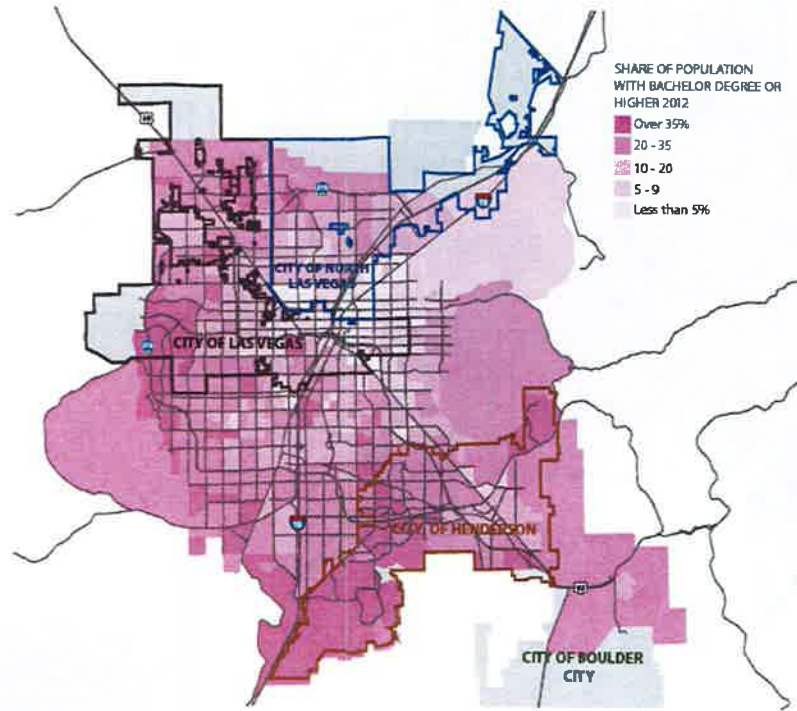 SHARE OF POPULATION
WITH BACHELOR DEGREE OR
HIGHER 2012
Over 35%
20 - 35
10 - 20
5 - 9
Less than 5%
CITY OF NORTH
LAS VEGAS
CITY OF LAS VEGAS
CITY OF HENDERSON
CITY OF BOULDER
CITY